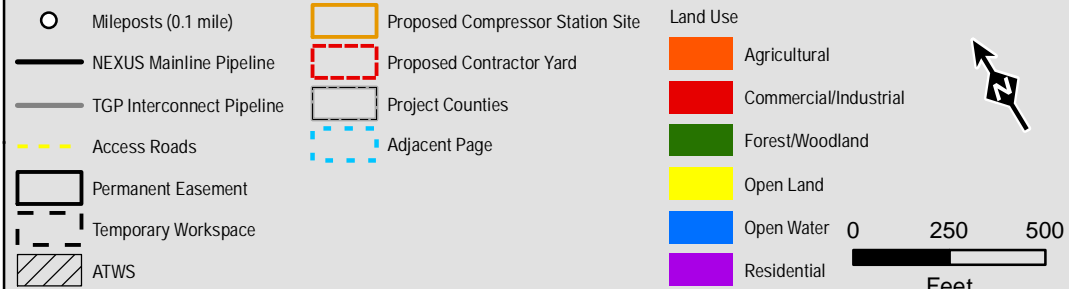 Mileposts (0.1 mile)
NEXUS Mainline Pipeline
TGP Interconnect Pipeline
Access Roads
Permanent Easement
Temporary Workspace
ATWS
Proposed Compressor Station Site
Proposed Contractor Yard
Project Counties
Adjacent Page
Land Use
Agricultural
Commercial/Industrial
Forest/Woodland
Open Land
Open Water
Residential
N
0 250 500
Feet